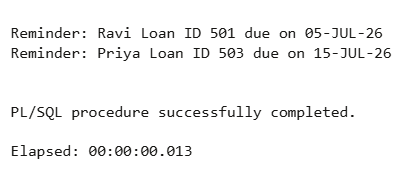 Reminder: Ravi Loan ID 501 due on 05-JUL-26
Reminder: Priya Loan ID 503 due on 15-JUL-26
PL/SQL procedure successfully completed.
Elapsed: 00:00:00.013